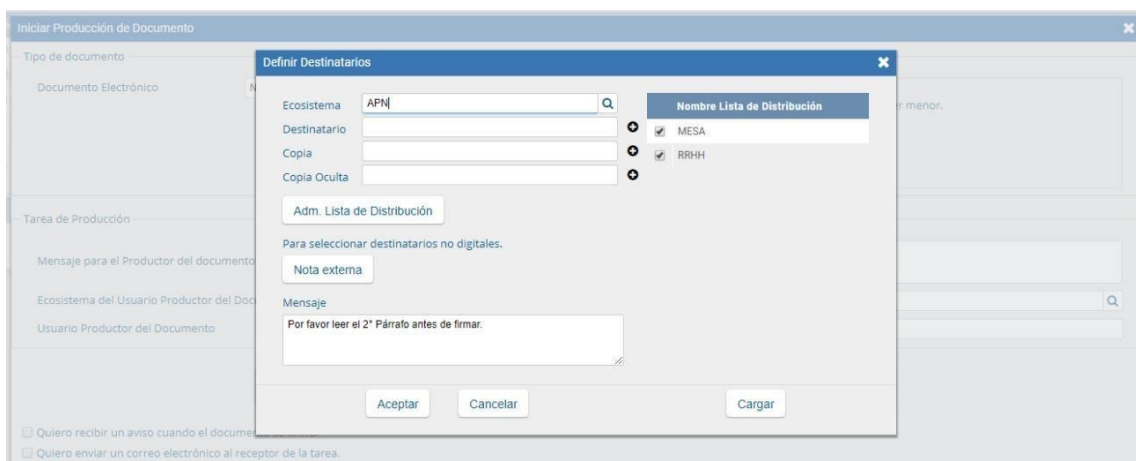 Iniciar Producción de Documento
Tipo de documento
Documento Electrónico
N
er menor.
Definir Destinatarios
Ecosistema APN
Destinatario
Copia
Copia Oculta
Nombre Lista de Distribución
MESA
RRHH
Adm. Lista de Distribución
Para seleccionar destinatarios no digitales.
Nota externa
Mensaje
Por favor leer el 2° Párrafo antes de firmar.
Aceptar Cancelar Cargar
Tarea de Producción
Mensaje para el Productor del documento
Ecosistema del Usuario Productor del Doc
Usuario Productor del Documento
Quiero recibir un aviso cuando el docume
Quiero enviar un correo electrónico al receptor de la tarea.